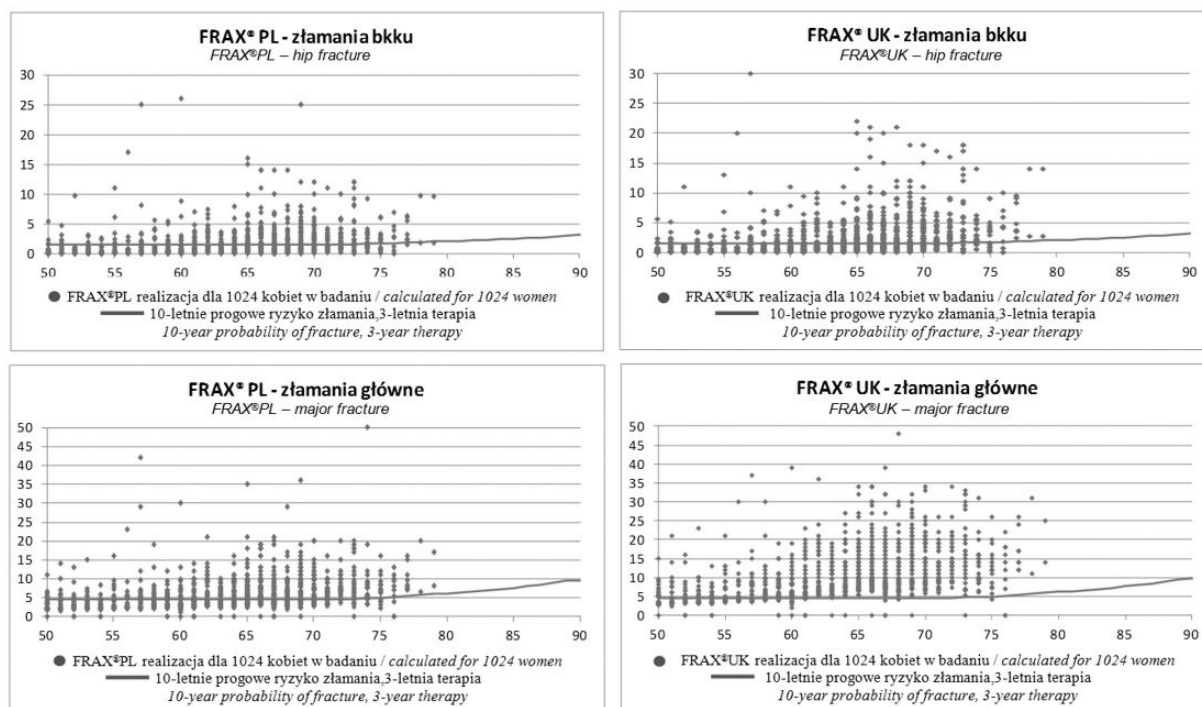 FRAX® PL - złamania bkku
FRAX®PL – hip fracture
30
25
20
15
10
5
0
50 55 60 65 70 75 80 85 90
FRAX®PL realizacja dla 1024 kobiet w badaniu / calculated for 1024 women
10-letnie progowe ryzyko złamania,3-letnia terapia
10-year probability of fracture, 3-year therapy
FRAX® UK - złamania bkku
FRAX®UK – hip fracture
30
25
20
15
10
5
0
50 55 60 65 70 75 80 85 90
FRAX®UK realizacja dla 1024 kobiet w badaniu / calculated for 1024 women
10-letnie progowe ryzyko złamania,3-letnia terapia
10-year probability of fracture, 3-year therapy
FRAX® PL - złamania główne
FRAX®PL – major fracture
50
45
40
35
30
25
20
15
10
5
0
50 55 60 65 70 75 80 85 90
FRAX®PL realizacja dla 1024 kobiet w badaniu / calculated for 1024 women
10-letnie progowe ryzyko złamania,3-letnia terapia
10-year probability of fracture, 3-year therapy
FRAX® UK - złamania główne
FRAX®UK – major fracture
50
45
40
35
30
25
20
15
10
5
0
50 55 60 65 70 75 80 85 90
FRAX®UK realizacja dla 1024 kobiet w badaniu / calculated for 1024 women
10-letnie progowe ryzyko złamania,3-letnia terapia
10-year probability of fracture, 3-year therapy